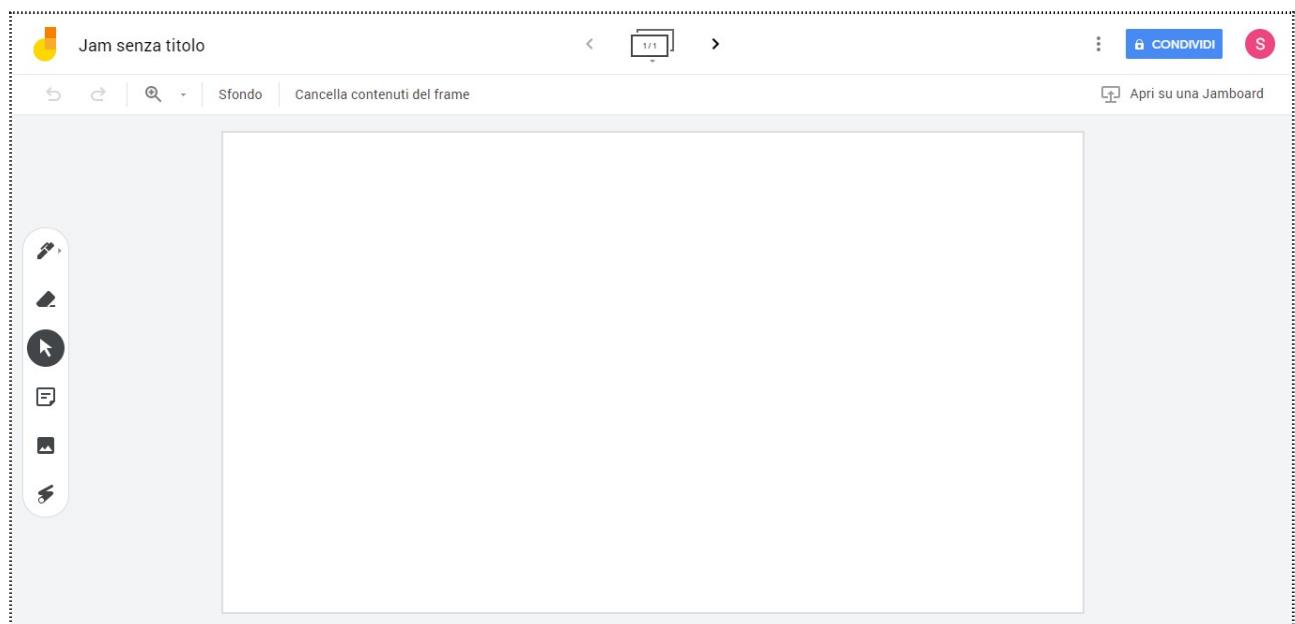 Jam senza titolo
1/1
CONDIVIDI
S
Sfondo
Cancella contenuti del frame
Apri su una Jamboard